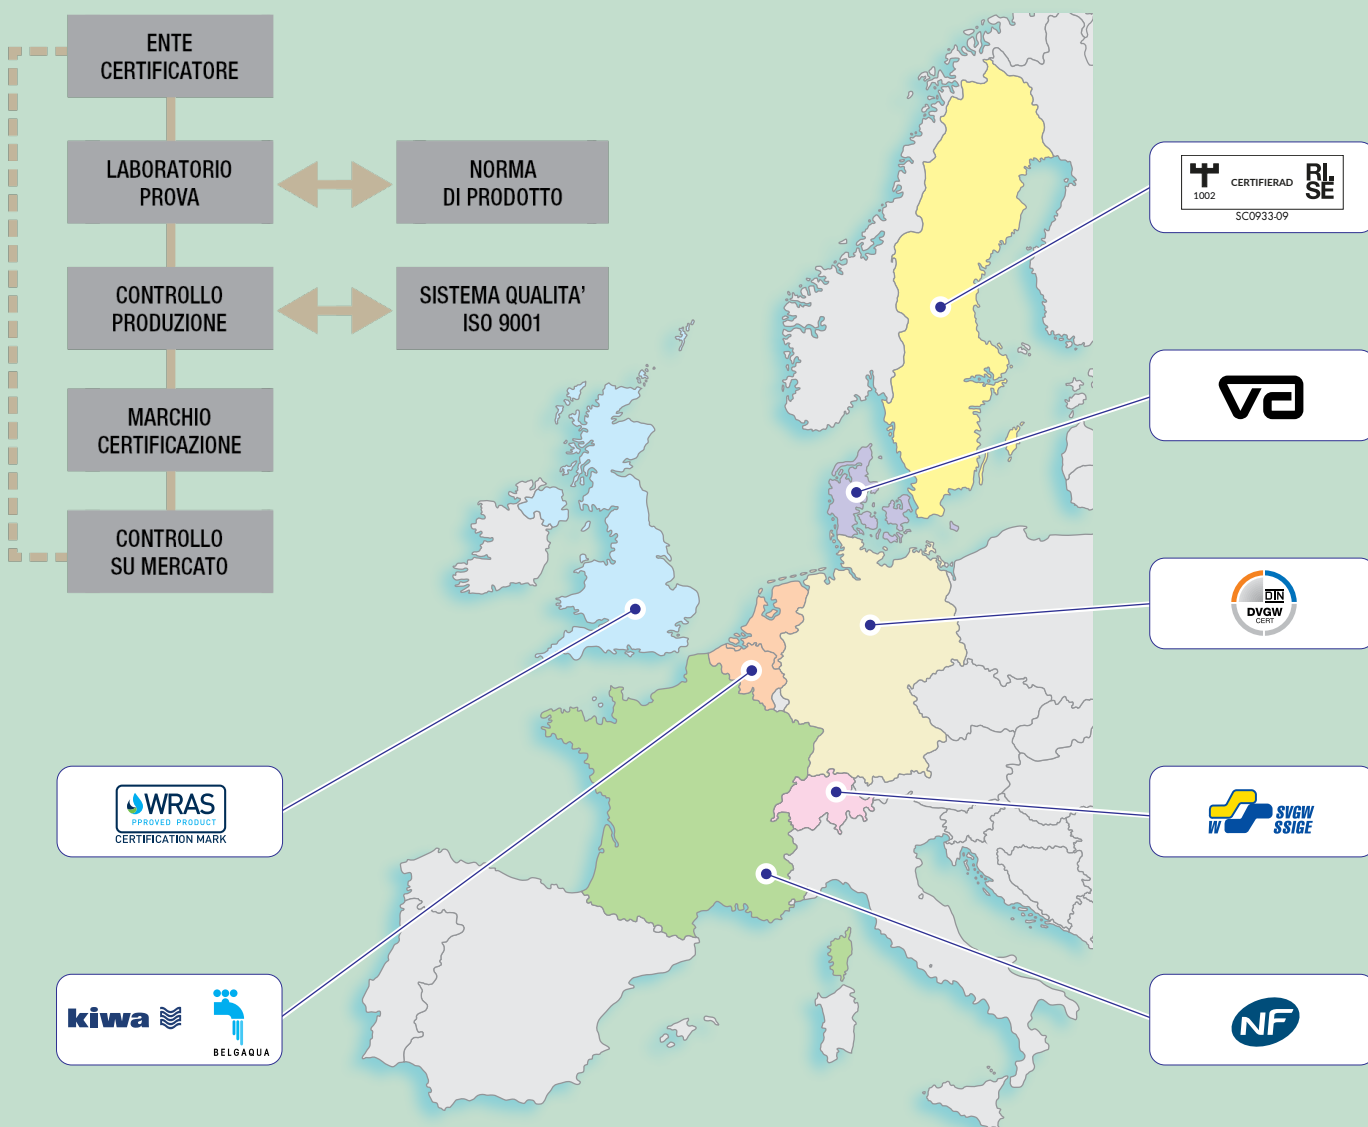 ENTE
CERTIFICATORE
LABORATORIO
PROVA
NORMA
DI PRODOTTO
CONTROLLO
PRODUZIONE
SISTEMA QUALITA'
ISO 9001
MARCHIO
CERTIFICAZIONE
CONTROLLO
SU MERCATO
1002
CERTIFIERAD
RI.
SE
SC0933-09
va
DIN
DVGW
CERT
WRAS
PPROVED PRODUCT
CERTIFICATION MARK
W
SVGW
SSIGE
kiwa
BELGAQUA
NF